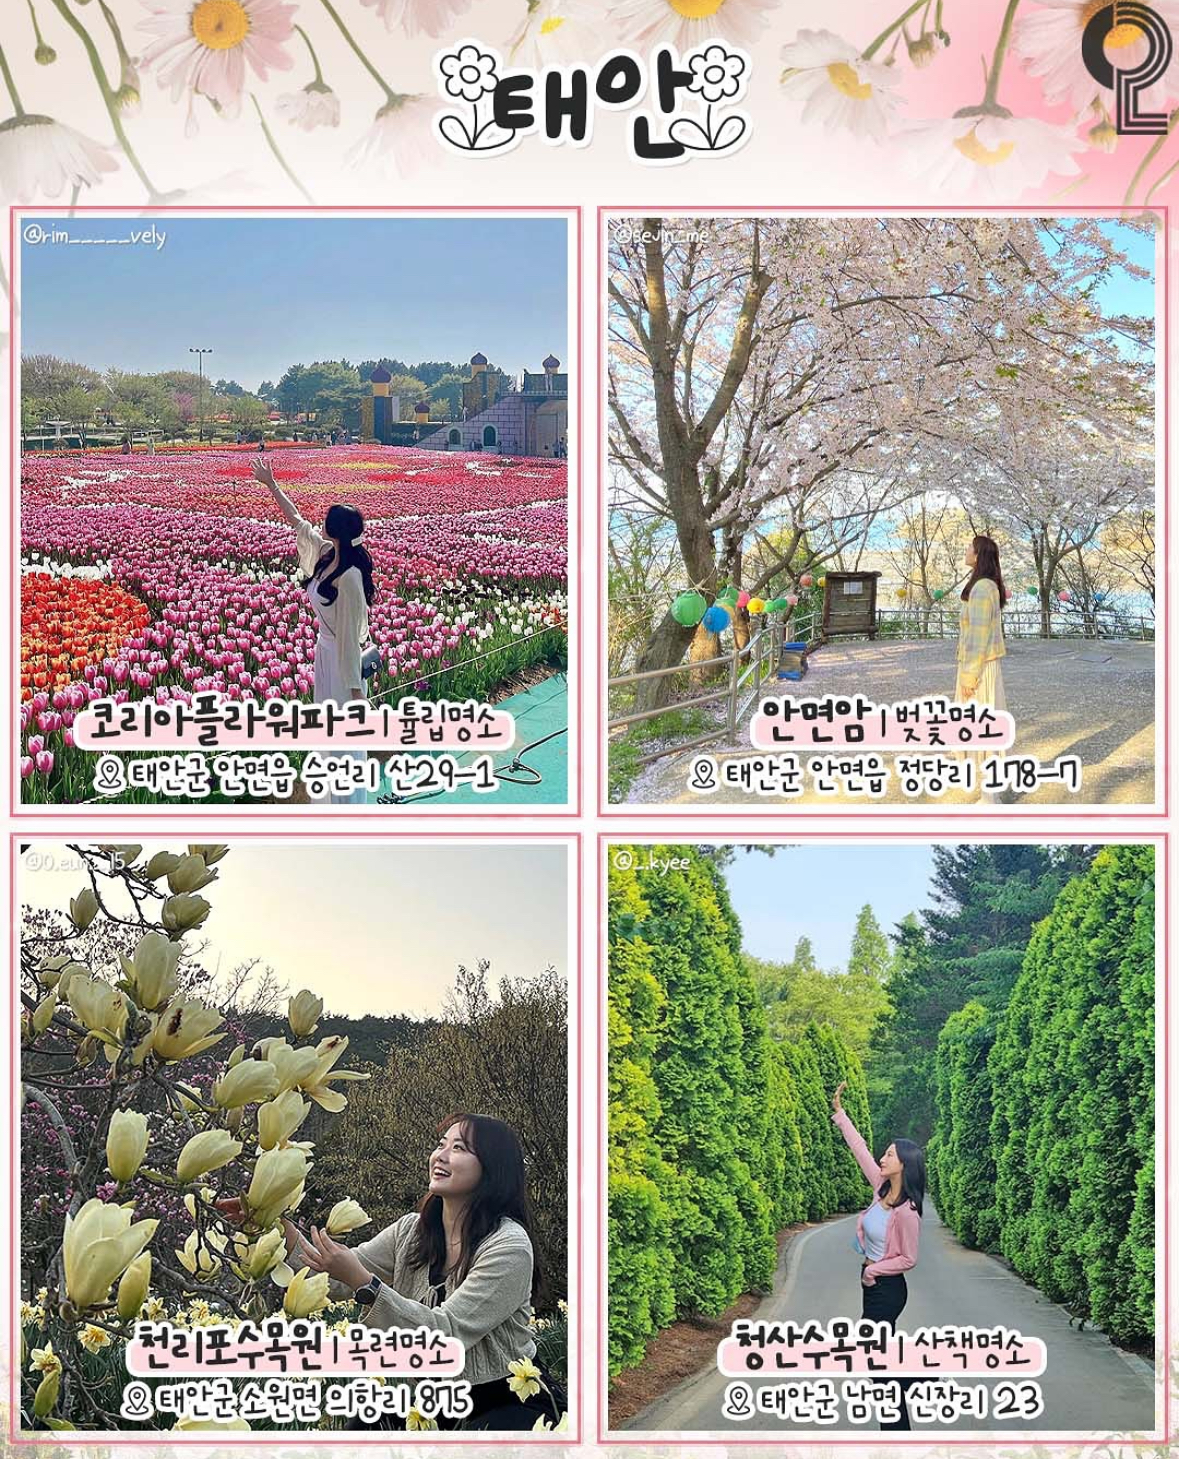 태안
@rim_____vely
코리아플라워파크 | 튤립명소
태안군 안면읍 승언리 산29-1
@sejin_me
안면암 | 벚꽃명소
태안군 안면읍 정당리 178-7
@0.eun._.15
천리포수목원 | 목련명소
태안군 소원면 의항리 875
@_.kyee
청산수목원 | 산책명소
태안군 남면 신장리 23